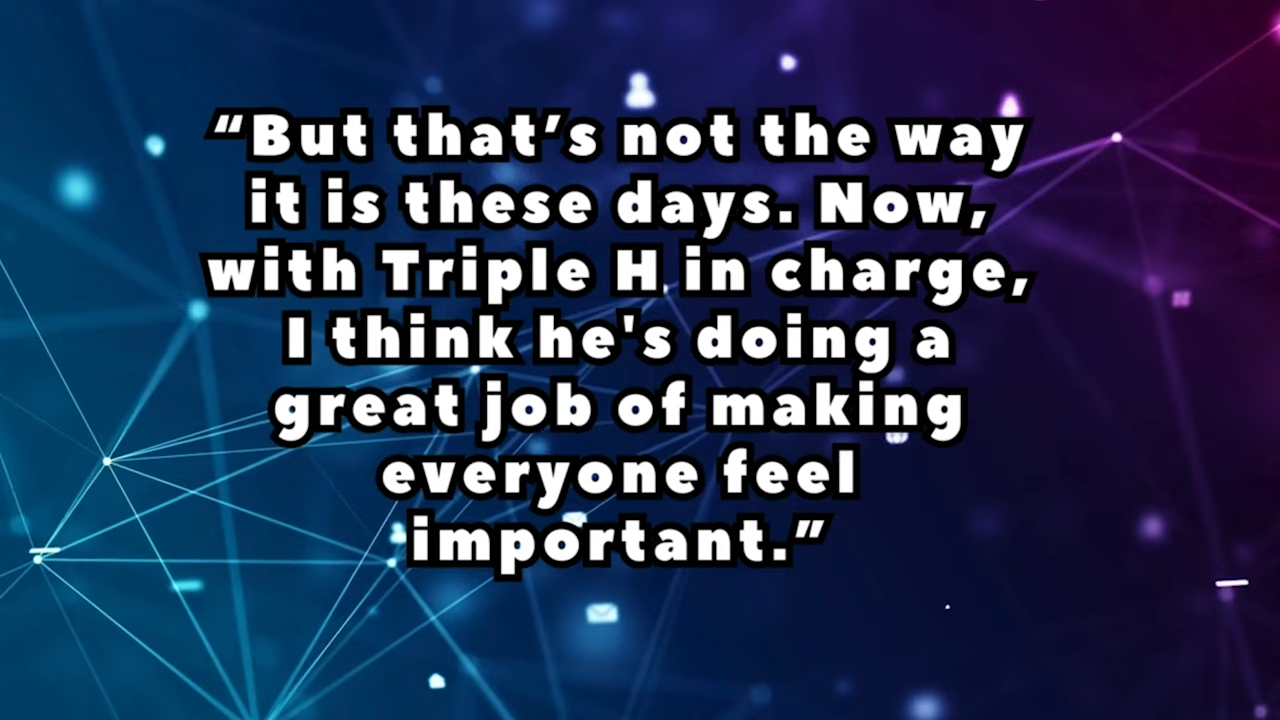 “But that’s not the way
it is these days. Now,
with Triple H in charge,
I think he's doing a
great job of making
everyone feel
important.”